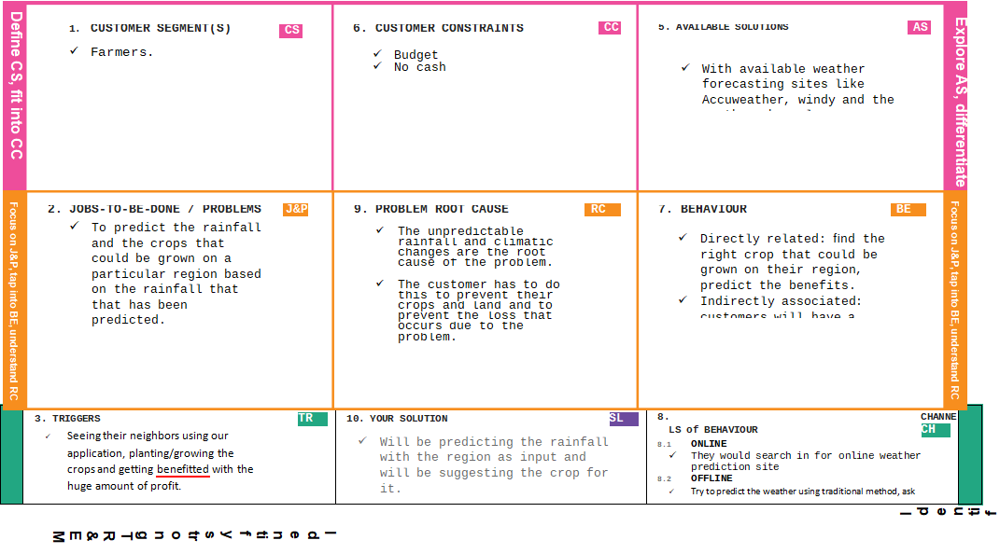 Define CS, fit into CC
1. CUSTOMER SEGMENT(S)
CS
✓ Farmers.
6. CUSTOMER CONSTRAINTS
CC
✓ Budget
✓ No cash
5. AVAILABLE SOLUTIONS
AS
✓ With available weather
forecasting sites like
Accuweather, windy and the
Explore AS, differentiate
Focus on J&P, tap into BE, understand RC
2. JOBS-TO-BE-DONE / PROBLEMS
J&P
✓ To predict the rainfall
and the crops that
could be grown on a
particular region based
on the rainfall that
that has been
predicted.
9. PROBLEM ROOT CAUSE
RC
✓ The unpredictable
rainfall and climatic
changes are the root
cause of the problem.
✓ The customer has to do
this to prevent their
crops and land and to
prevent the loss that
occurs due to the
problem.
7. BEHAVIOUR
BE
✓ Directly related: find the
right crop that could be
grown on their region,
predict the benefits.
✓ Indirectly associated:
customers will have a
Focus on J&P, tap into BE, understand RC
3. TRIGGERS
TR
✓ Seeing their neighbors using our
application, planting/growing the
crops and getting benefitted with the
huge amount of profit.
10. YOUR SOLUTION
SL
✓ Will be predicting the rainfall
with the region as input and
will be suggesting the crop for
it.
8. CHANNE
LS of BEHAVIOUR
CH
8.1 ONLINE
✓ They would search in for online weather
prediction site
8.2 OFFLINE
✓ Try to predict the weather using traditional method, ask
Identif
Identify strong TR & EM